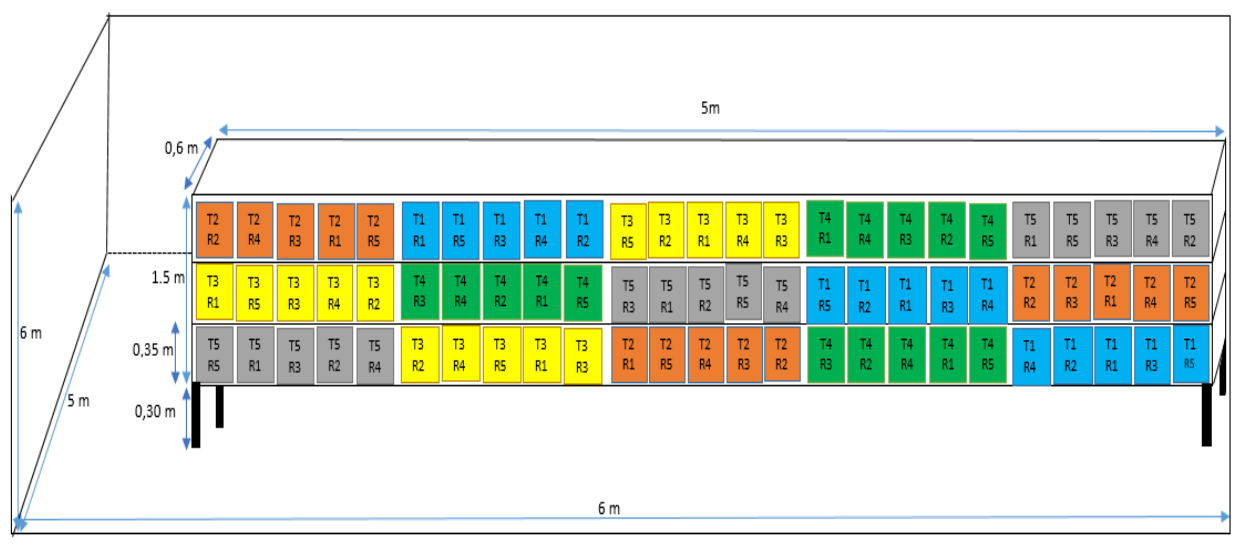 5m
0,6 m
T2 T2 T2 T2 T2 T1 T1 T1 T1 T1 T3 T3 T3 T3 T3 T4 T4 T4 T4 T4 T5 T5 T5 T5 T5
R2 R4 R3 R1 R5 R1 R5 R3 R4 R2 R5 R2 R1 R4 R3 R1 R4 R3 R2 R5 R1 R5 R3 R4 R2
1.5 m
T3 T3 T3 T3 T3 T4 T4 T4 T4 T4 T5 T5 T5 T5 T5 T1 T1 T1 T1 T1 T2 T2 T2 T2 T2
R1 R5 R3 R4 R2 R3 R4 R2 R1 R5 R3 R1 R2 R5 R4 R5 R2 R1 R3 R4 R2 R3 R1 R4 R5
6 m
0,35 m
T5 T5 T5 T5 T5 T3 T3 T3 T3 T3 T2 T2 T2 T2 T2 T4 T4 T4 T4 T4 T1 T1 T1 T1 T1
R5 R1 R3 R2 R4 R2 R4 R5 R1 R3 R1 R5 R4 R3 R2 R3 R2 R4 R1 R5 R4 R2 R1 R3 R5
5 m
0,30 m
6 m